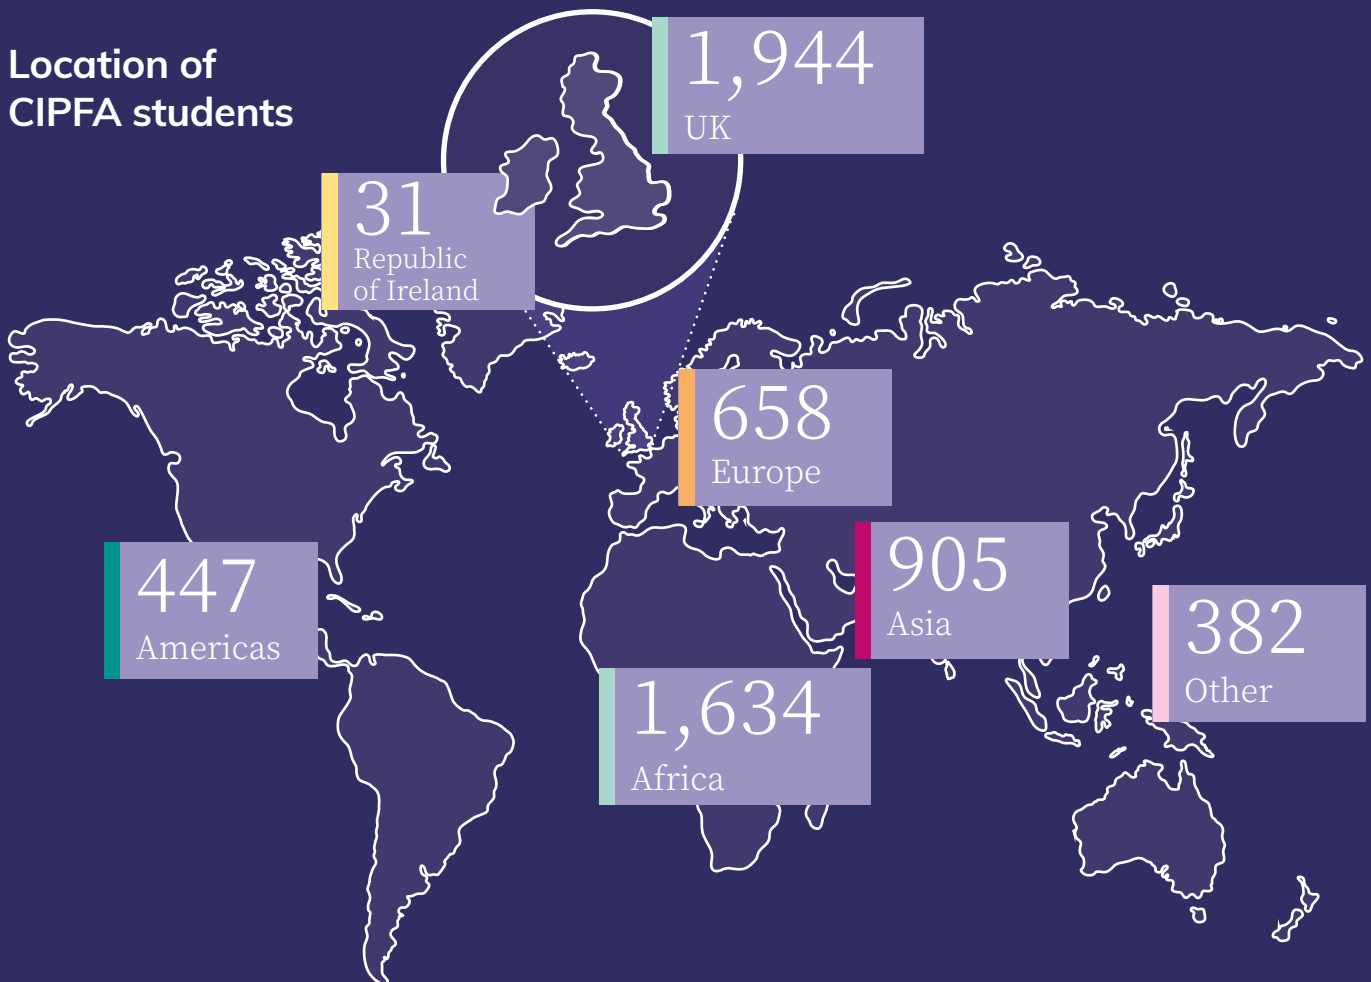 Location of
CIPFA students
1,944
UK
31
Republic
of Ireland
658
Europe
905
Asia
447
Americas
382
Other
1,634
Africa